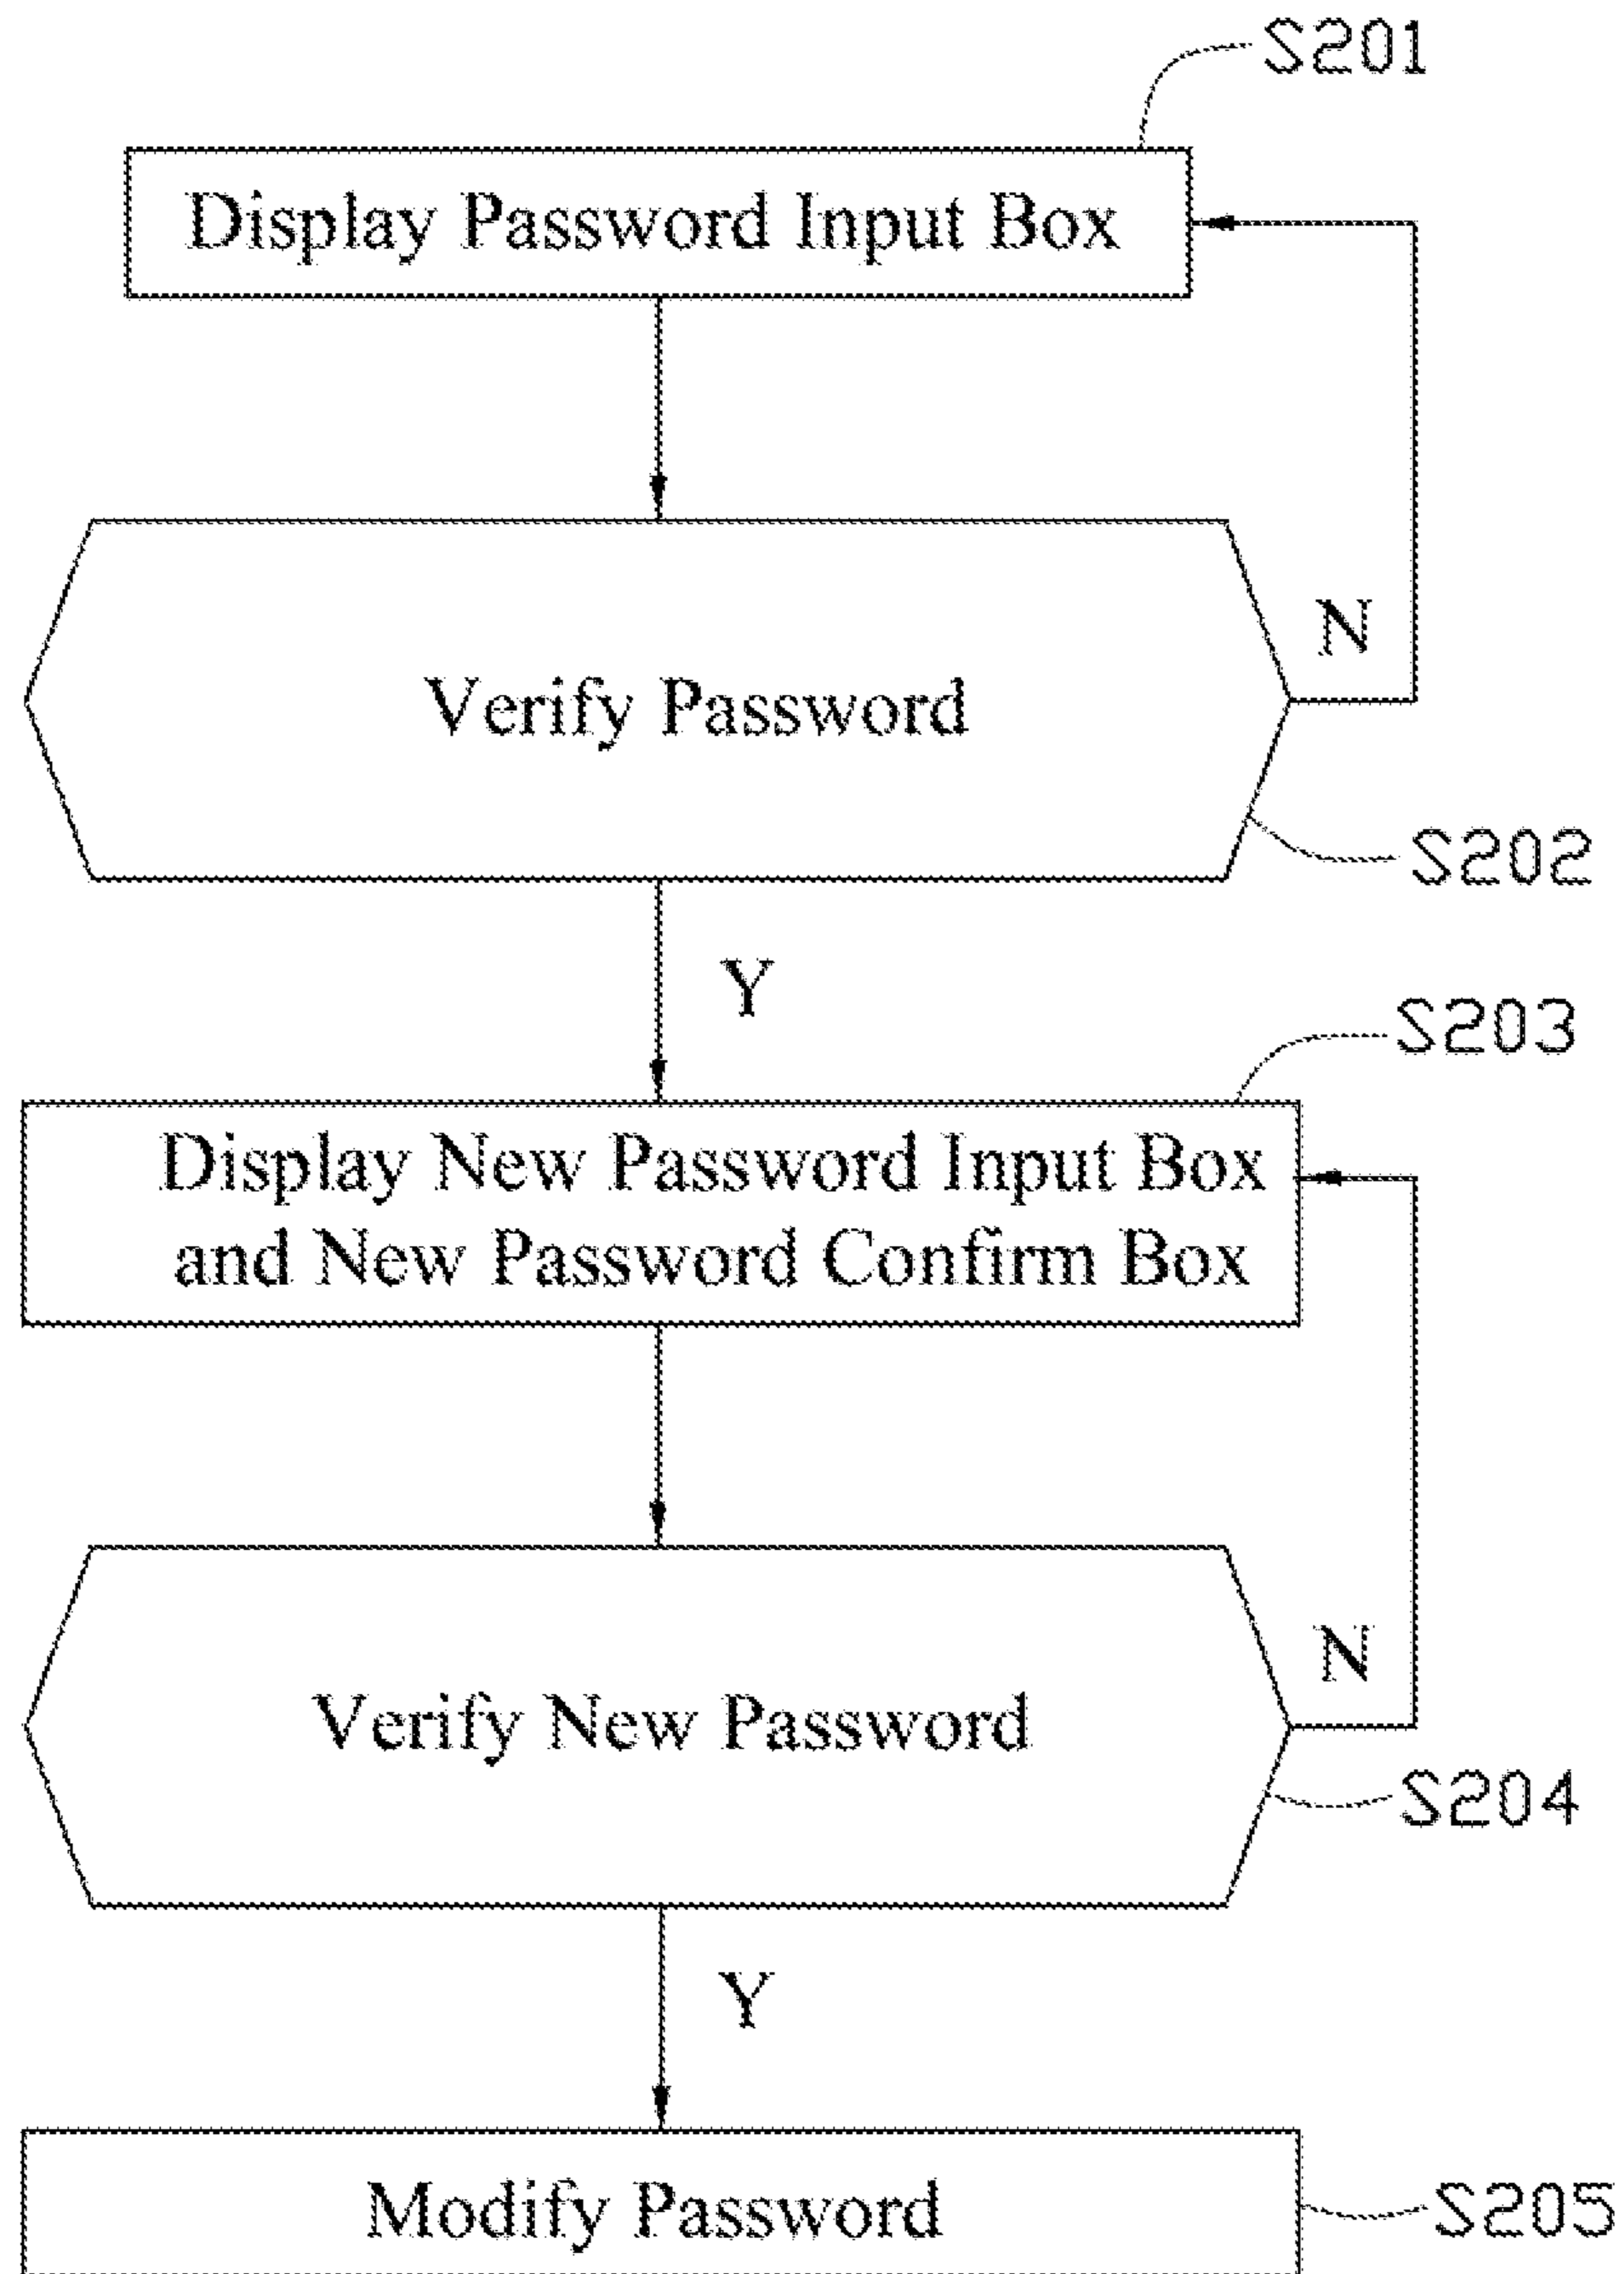 S201
Display Password Input Box
N
Verify Password
S202
Y
S203
Display New Password Input Box
and New Password Confirm Box
N
Verify New Password
S204
Y
Modify Password
S205